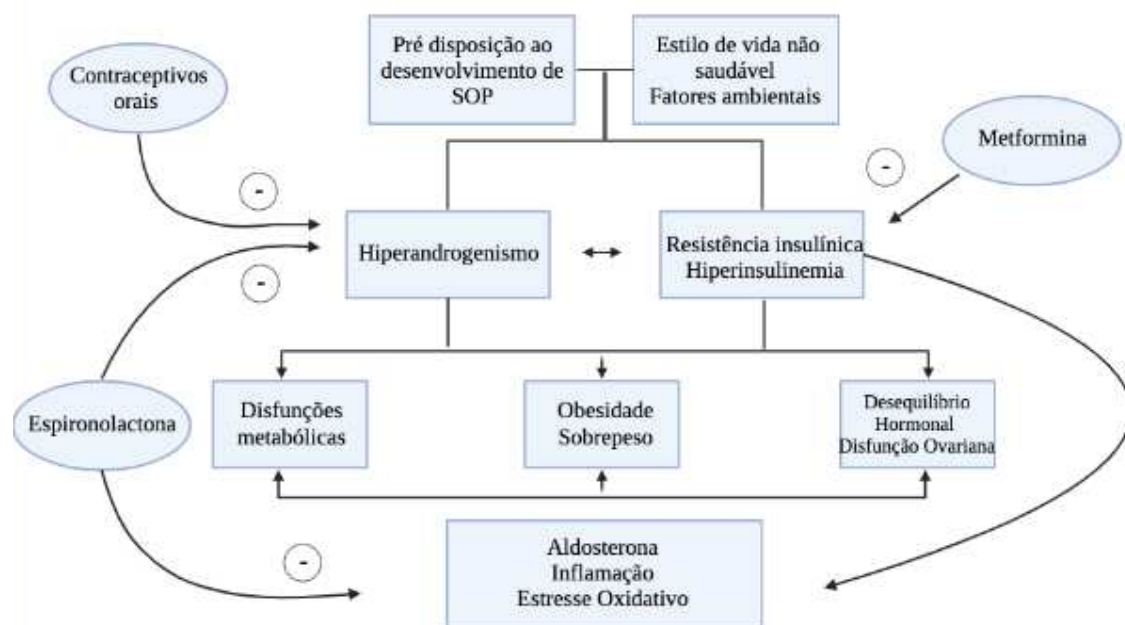 Pré disposição ao
desenvolvimento de
SOP
Estilo de vida não
saudável
Fatores ambientais
Contraceptivos
orais
Metformina
-
-
Hiperandrogenismo
Resistência insulínica
Hiperinsulinemia
-
Espironolactona
Disfunções
metabólicas
Obesidade
Sobrepeso
Desequilíbrio
Hormonal
Disfunção Ovariana
-
Aldosterona
Inflamação
Estresse Oxidativo